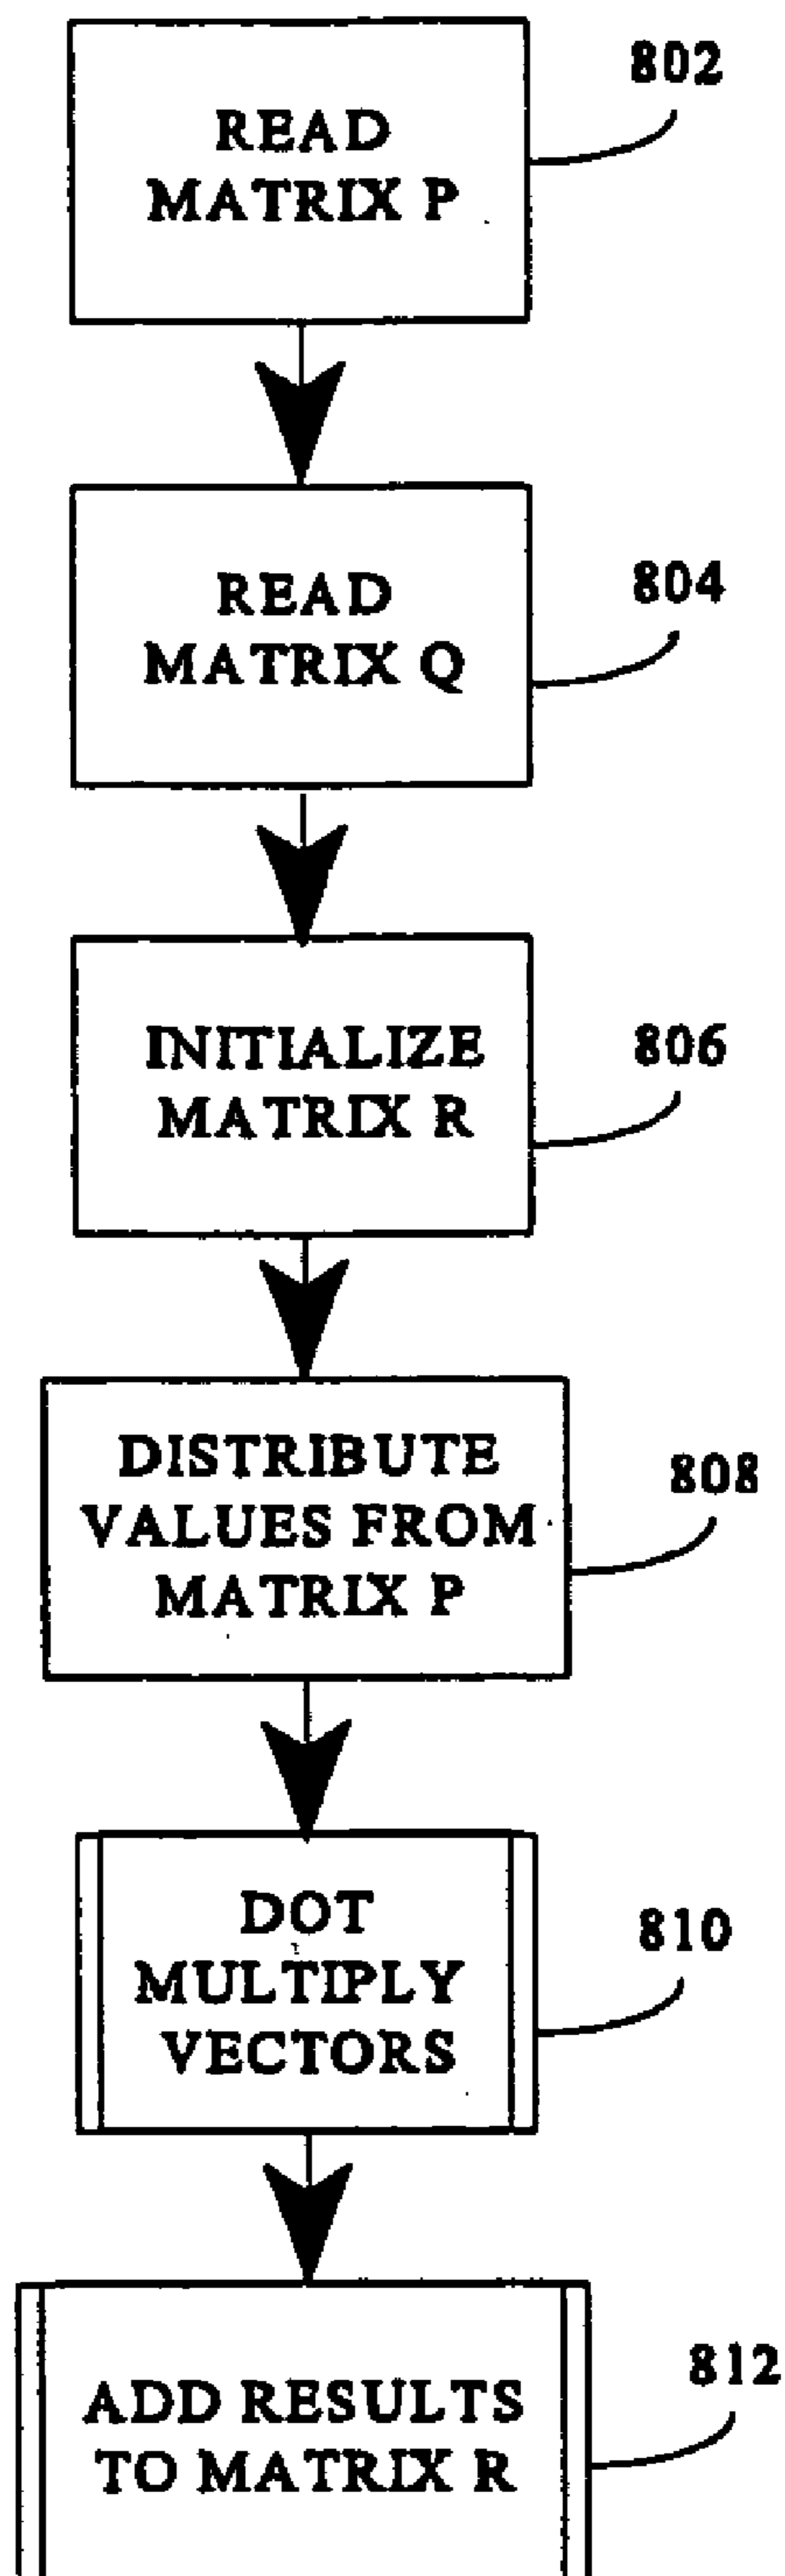 READ
MATRIX P
802
READ
MATRIX Q
804
INITIALIZE
MATRIX R
806
DISTRIBUTE
VALUES FROM
MATRIX P
808
DOT
MULTIPLY
VECTORS
810
ADD RESULTS
TO MATRIX R
812